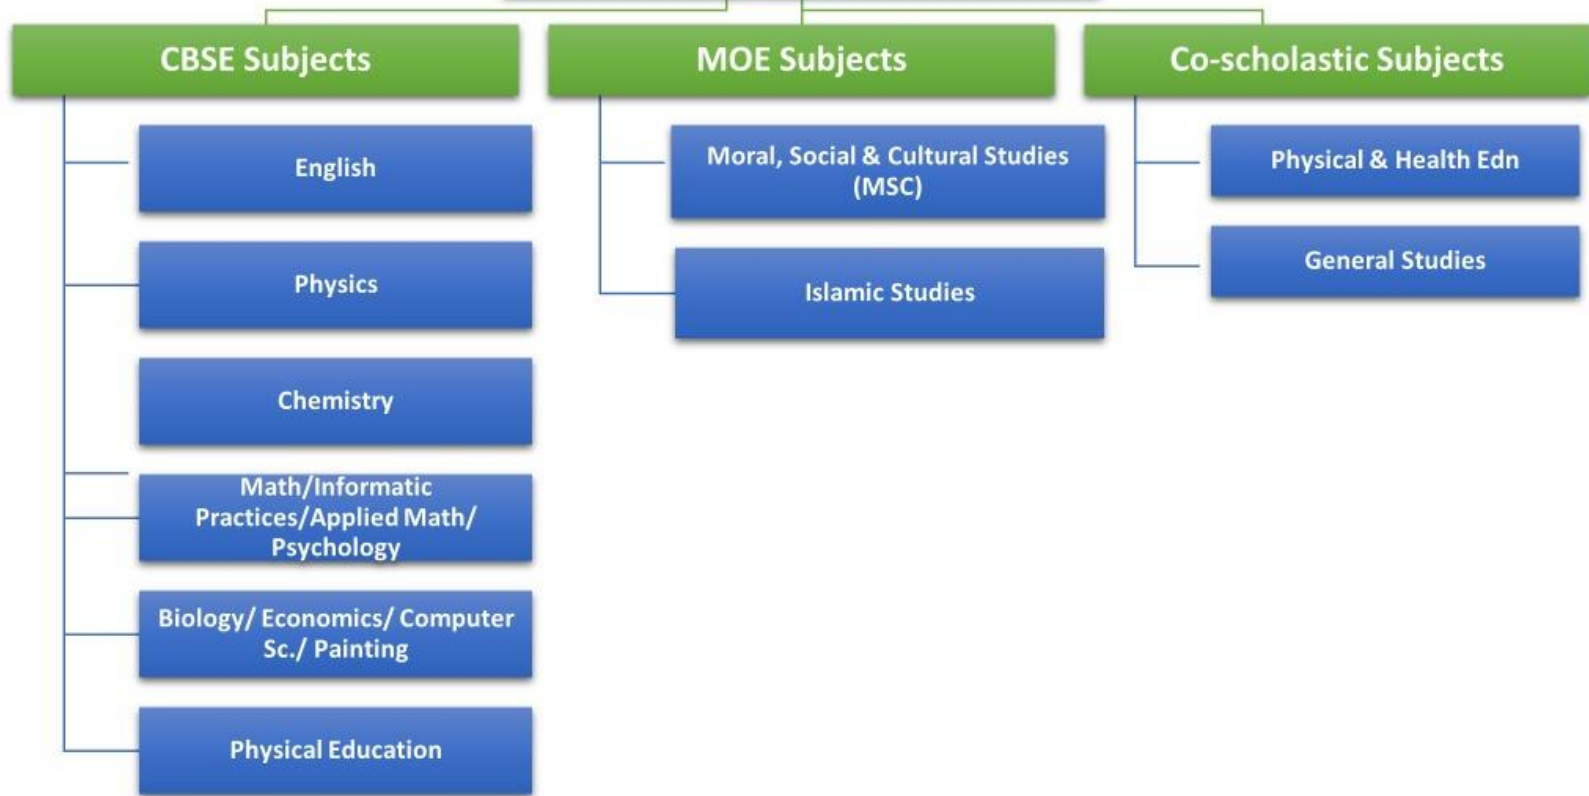 CBSE Subjects
English
Physics
Chemistry
Math/Informatic
Practices/Applied Math/
Psychology
Biology/ Economics/ Computer
Sc./ Painting
Physical Education
MOE Subjects
Moral, Social & Cultural Studies
(MSC)
Islamic Studies
Co-scholastic Subjects
Physical & Health Edn
General Studies